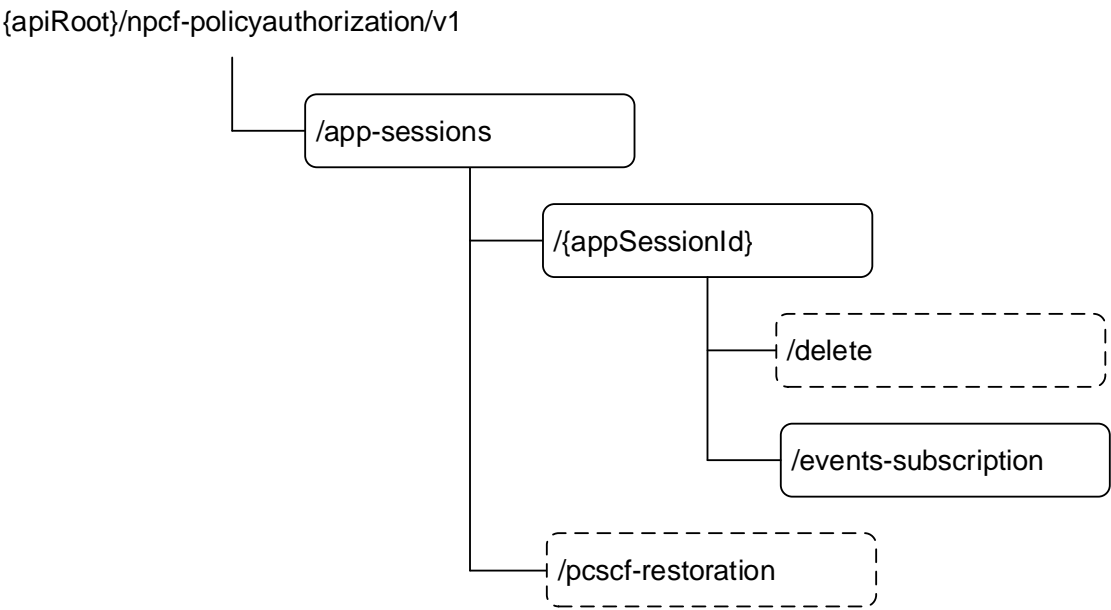 {apiRoot}/npcf-policyauthorization/v1
/app-sessions
/{appSessionId}
/delete
/events-subscription
/pcscf-restoration